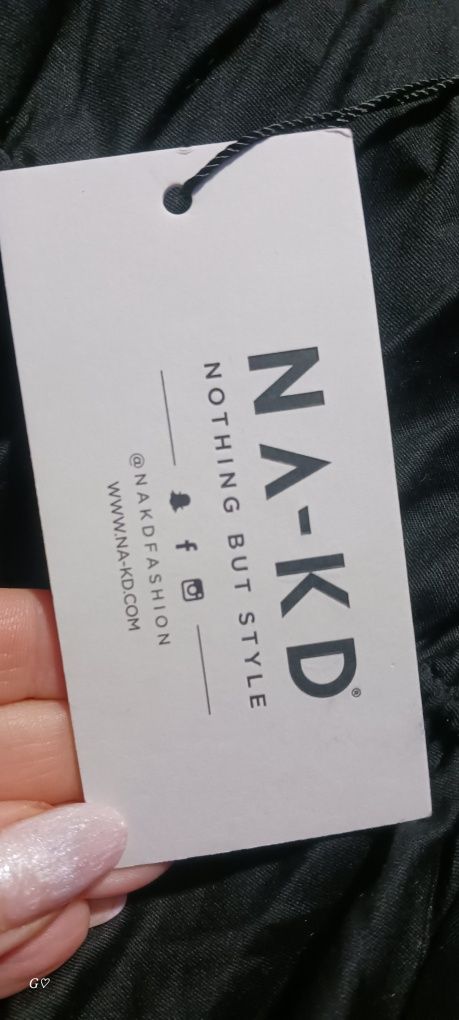 NA-KD®
NOTHING BUT STYLE
@NAKDFASHION
WWW.NA-KD.COM
G♡